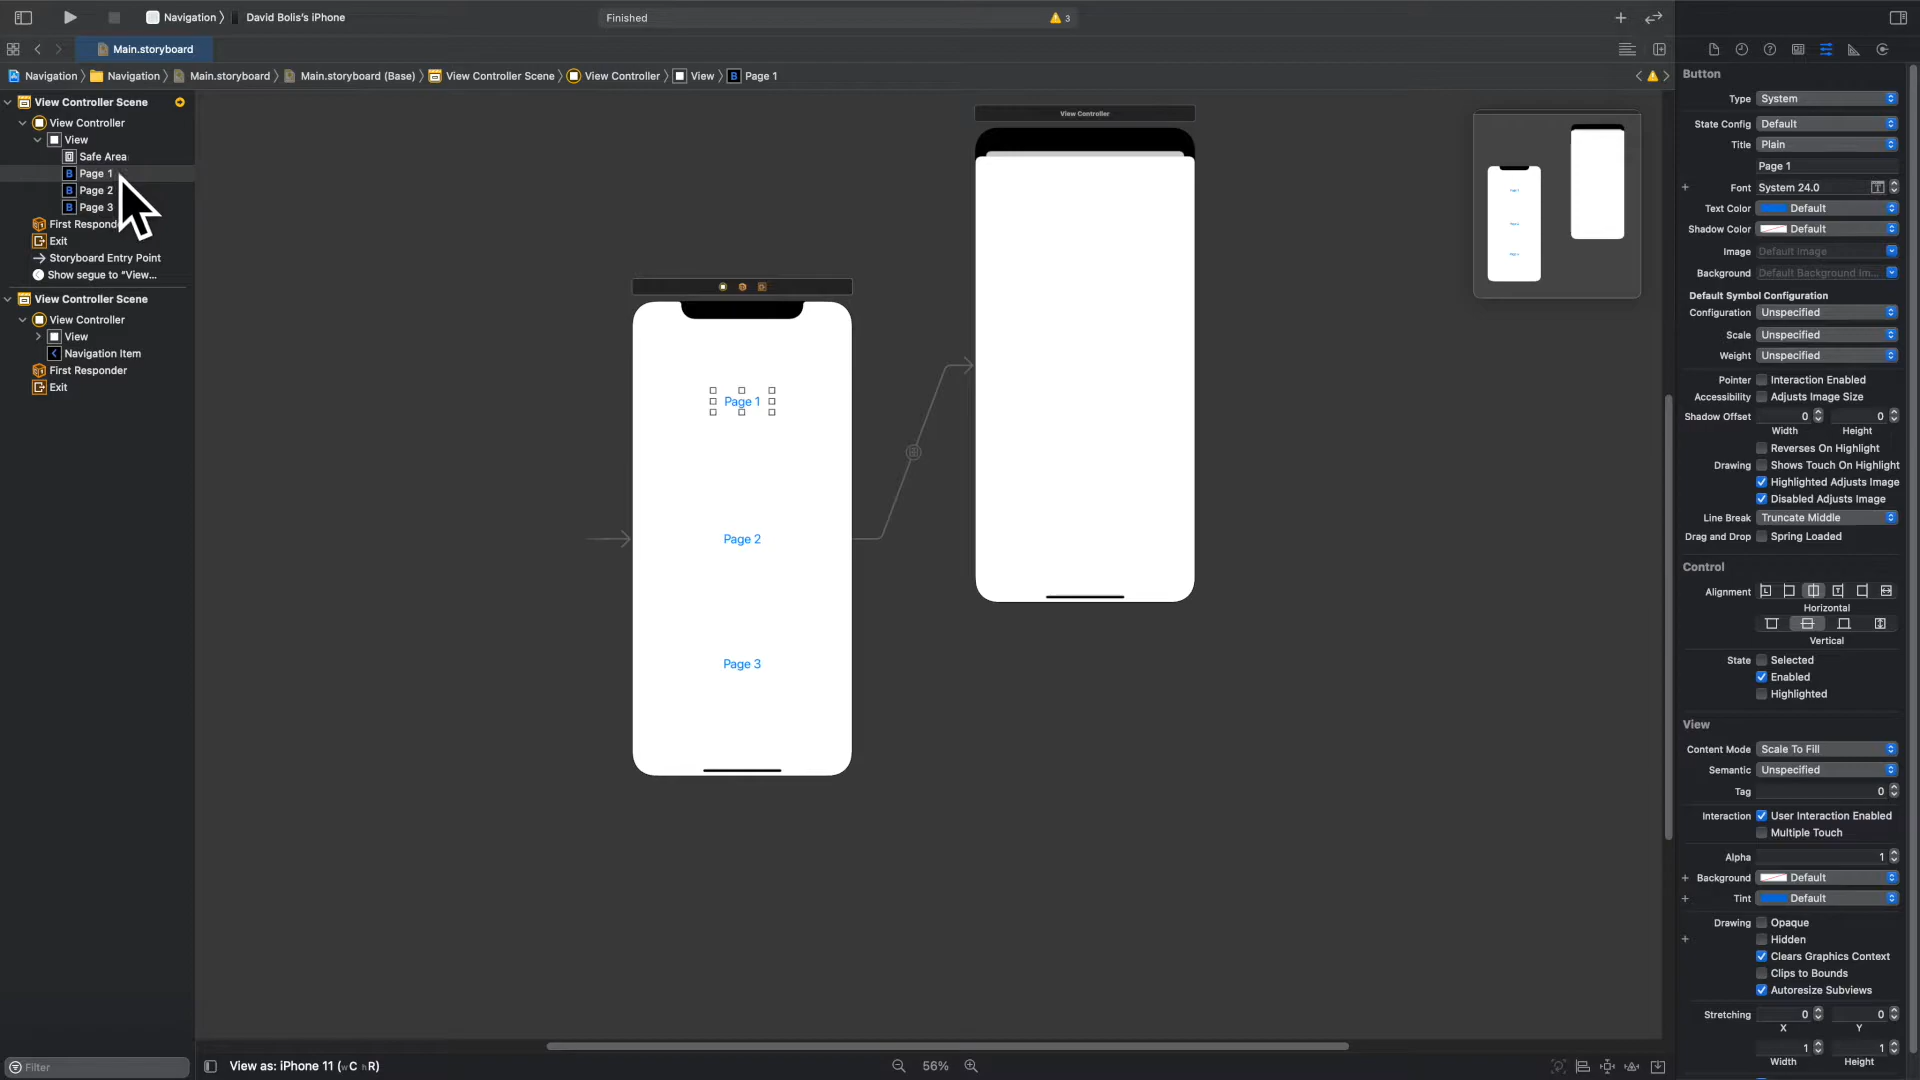 Navigation 〉 David Bolis's iPhone
Finished
3
Main.storyboard
Navigation 〉 Navigation 〉 Main.storyboard 〉 Main.storyboard (Base) 〉 View Controller Scene 〉 View Controller 〉 View 〉 B Page 1
View Controller Scene
View Controller
View
Safe Area
B Page 1
B Page 2
B Page 3
First Respond
Exit
Storyboard Entry Point
Show segue to “View...
View Controller Scene
View Controller
View
Navigation Item
First Responder
Exit
Filter
View Controller
Page 1
Page 2
Page 3
View as: iPhone 11 (wC hR)
56%
Button
Type System
State Config Default
Title Plain
Page 1
Font System 24.0
Text Color Default
Shadow Color Default
Image Default Image
Background Default Background Im...
Default Symbol Configuration
Configuration Unspecified
Scale Unspecified
Weight Unspecified
Pointer Interaction Enabled
Accessibility Adjusts Image Size
Shadow Offset 0 0
Width Height
Reverses On Highlight
Drawing Shows Touch On Highlight
Highlighted Adjusts Image
Disabled Adjusts Image
Line Break Truncate Middle
Drag and Drop Spring Loaded
Control
Alignment
Horizontal
Vertical
State Selected
Enabled
Highlighted
View
Content Mode Scale To Fill
Semantic Unspecified
Tag 0
Interaction User Interaction Enabled
Multiple Touch
Alpha 1
Background Default
Tint Default
Drawing Opaque
Hidden
Clears Graphics Context
Clips to Bounds
Autoresize Subviews
Stretching 0 0
X Y
1 1
Width Height